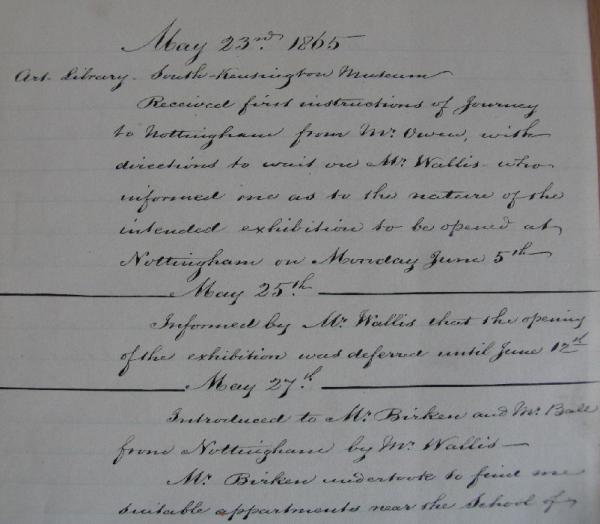 May 23rd. 1865
Art Library - South-Kensington Museum
Received first instructions of Journey
to Nottingham from Mr. Owen, with
directions to wait on Mr. Wallis who
informed me as to the nature of the
intended exhibition to be opened at
Nottingham on Monday June 5th
May 25th
Informed by Mr. Wallis that the opening
of the exhibition was deferred until June 12th
May 27th
Introduced to Mr. Birken and Mr. Ball
from Nottingham by Mr. Wallis —
Mr. Birken undertook to find me
suitable appartments near the School of